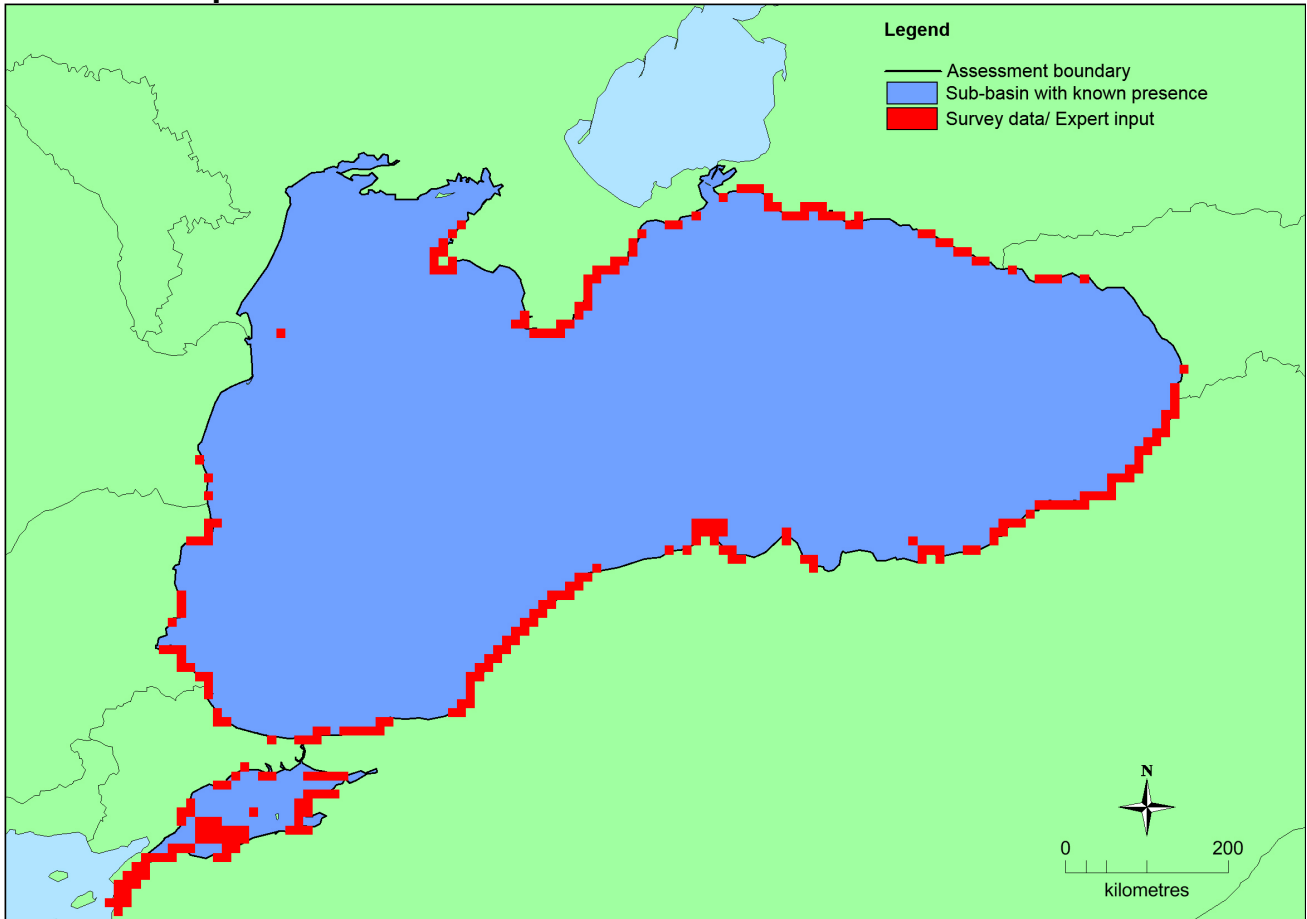 Legend
Assessment boundary
Sub-basin with known presence
Survey data/ Expert input
N
0 200
kilometres